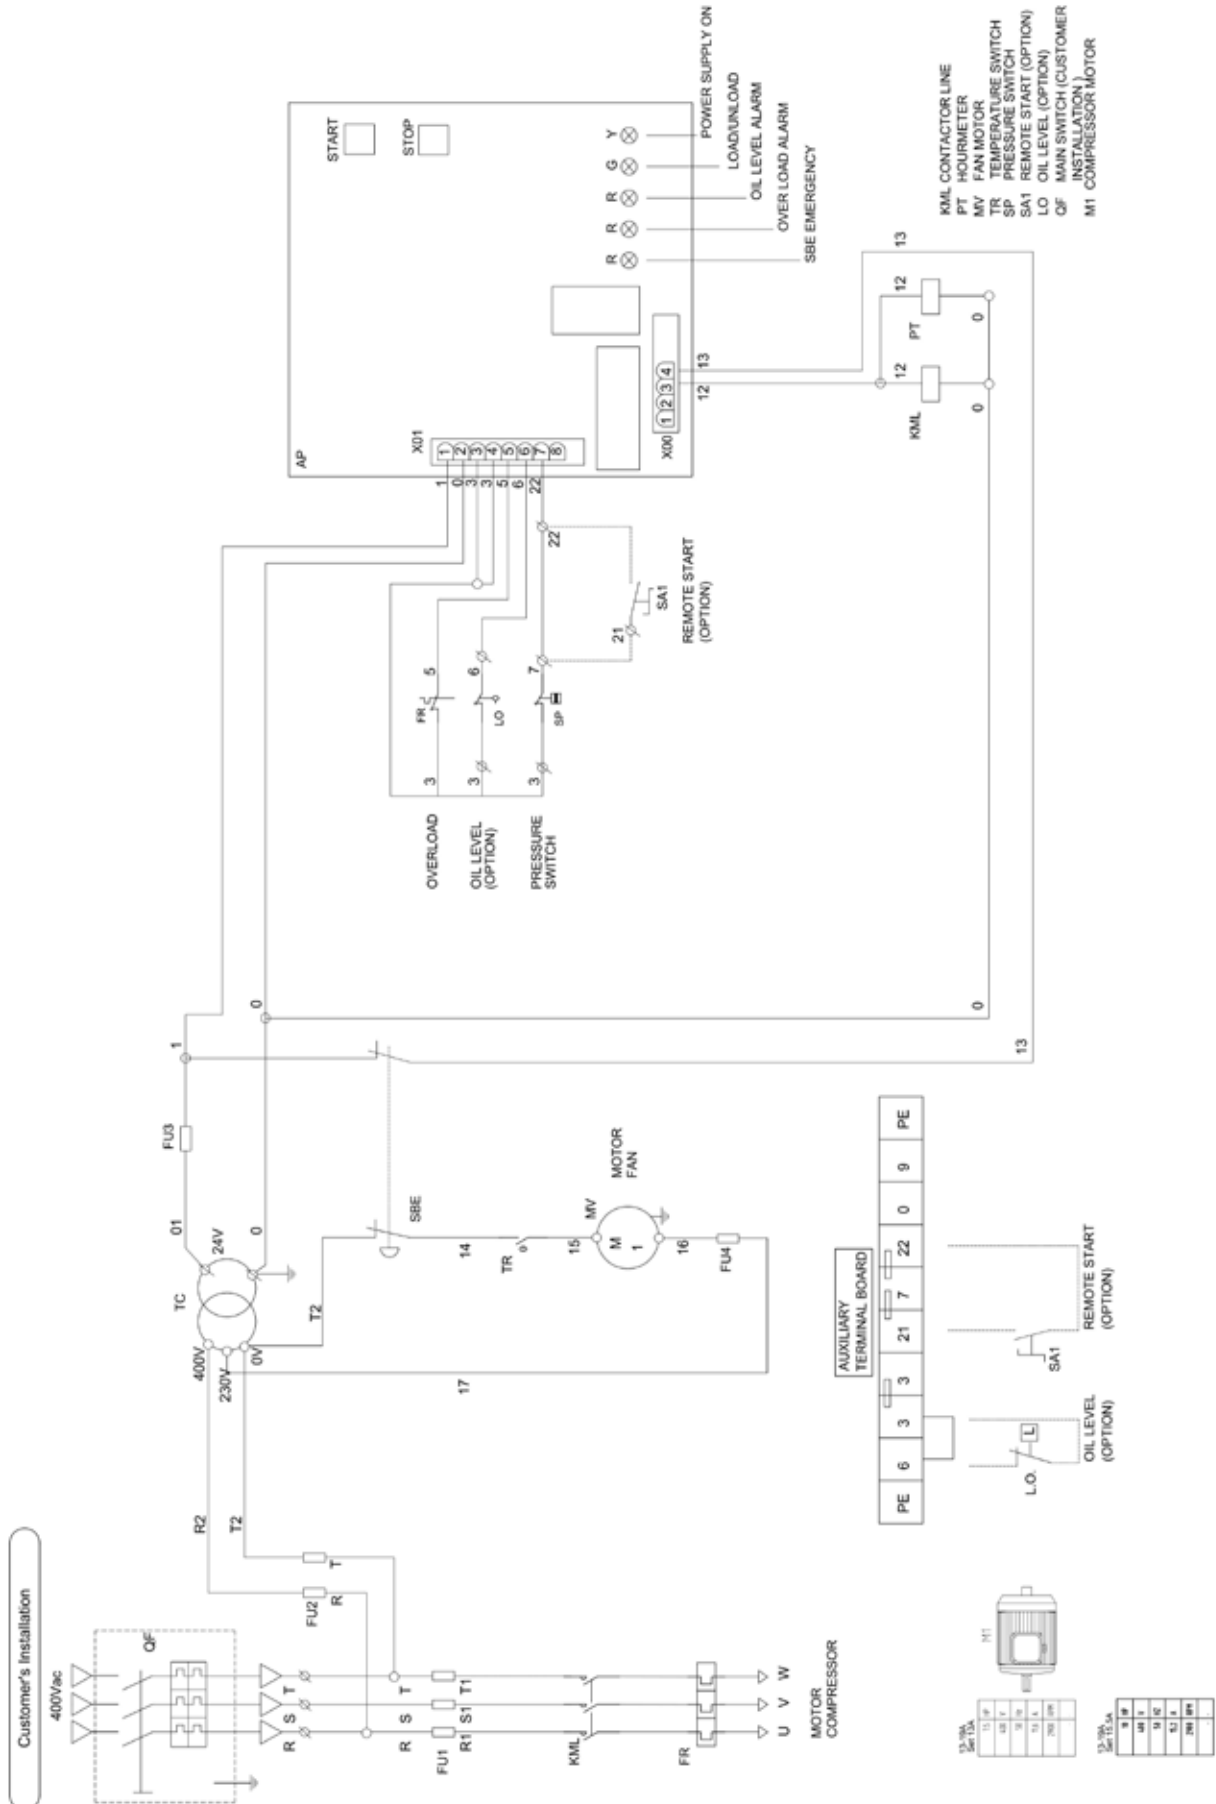 Customer's Installation
400Vac
QF
R S T
R S T
FU1
R1 S1 T1
KML
FR
U V W
MOTOR
COMPRESSOR
R2
T2
FU2
R
T
TC
400V
230V
0V
24V
01
0
FU3
1
0
T2
SBE
14
TR
15
MV
M
1
MOTOR
FAN
16
FU4
17
13
0
OVERLOAD
OIL LEVEL
(OPTION)
PRESSURE
SWITCH
3
3
3
FR
LO
SP
5
6
7
22
21
SA1
REMOTE START
(OPTION)
AP
X01
1 2 3 4 5 6 7 8
1
0
3
3
5
6
22
START
STOP
R R R G Y
POWER SUPPLY ON
LOAD/UNLOAD
OIL LEVEL ALARM
OVER LOAD ALARM
SBE EMERGENCY
X00
1 2 3 4
12
13
12
12
13
KML
PT
0
0
KML CONTACTOR LINE
PT HOURMETER
MV FAN MOTOR
TR TEMPERATURE SWITCH
SP PRESSURE SWITCH
SA1 REMOTE START (OPTION)
LO OIL LEVEL (OPTION)
QF MAIN SWITCH (CUSTOMER
INSTALLATION )
M1 COMPRESSOR MOTOR
AUXILIARY
TERMINAL BOARD
PE 6 3 3 21 7 22 0 9 PE
L.O.
L
OIL LEVEL
(OPTION)
SA1
REMOTE START
(OPTION)
M1